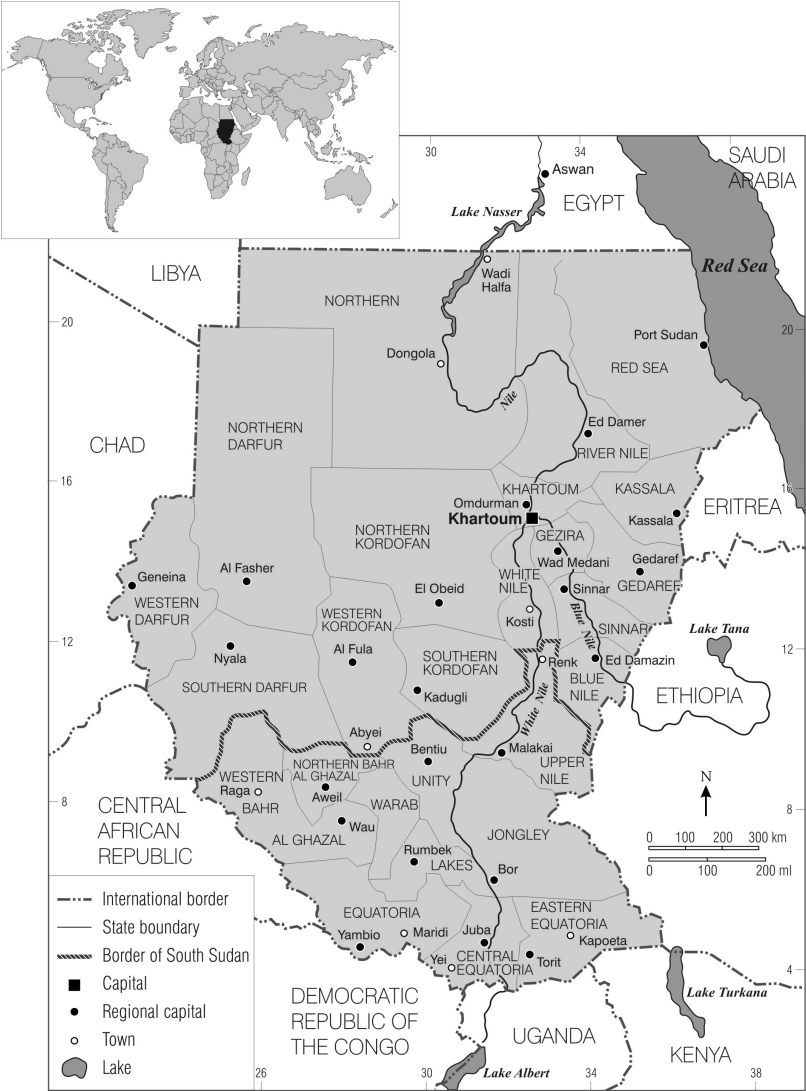 30
34
SAUDI
ARABIA
Aswan
Lake Nasser
EGYPT
Red Sea
LIBYA
Wadi
Halfa
NORTHERN
20
20
Port Sudan
Dongola
RED SEA
Nile
NORTHERN
DARFUR
Ed Damer
CHAD
RIVER NILE
16
16
KHARTOUM
KASSALA
Omdurman
ERITREA
Khartoum
Kassala
NORTHERN
KORDOFAN
GEZIRA
Wad Medani
Gedaref
Al Fasher
Geneina
WHITE
NILE
GEDAREF
Sinnar
El Obeid
WESTERN
DARFUR
WESTERN
KORDOFAN
Kosti
Blue Nile
SINNAR
Lake Tana
12
12
Nyala
Al Fula
SOUTHERN
KORDOFAN
Renk
Ed Damazin
SOUTHERN DARFUR
Kadugli
BLUE
NILE
ETHIOPIA
White Nile
Abyei
Bentiu
Malakai
NORTHERN BAHR
AL GHAZAL
UPPER
NILE
WESTERN
BAHR
AL GHAZAL
Raga
UNITY
N
Aweil
WARAB
8
8
CENTRAL
AFRICAN
REPUBLIC
Wau
JONGLEY
0 100 200 300 km
0 100 200 ml
Rumbek
LAKES
Bor
International border
State boundary
Border of South Sudan
Capital
Regional capital
Town
Lake
EQUATORIA
EASTERN
EQUATORIA
Yambio
Maridi
Juba
Kapoeta
Yei
CENTRAL
EQUATORIA
Torit
4
DEMOCRATIC
REPUBLIC OF
THE CONGO
Lake Turkana
UGANDA
KENYA
Lake Albert
26
30
34
38